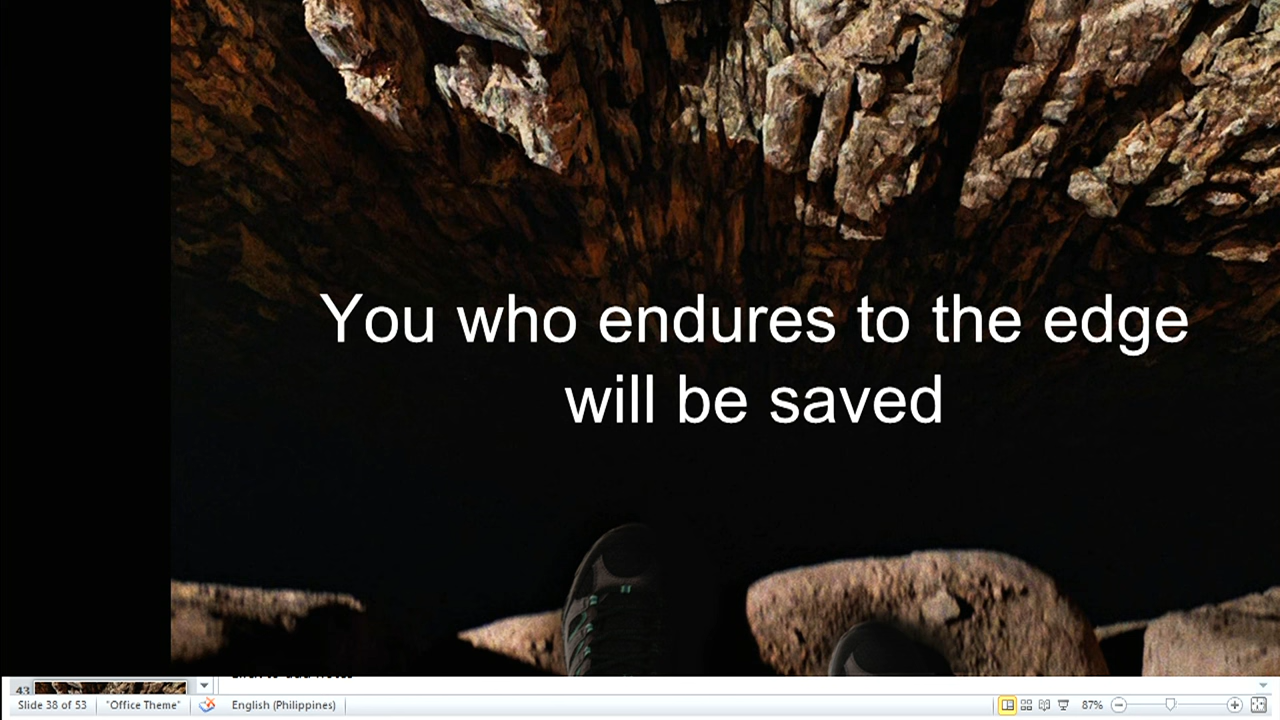 You who endures to the edge
will be saved
43
Slide 38 of 53
"Office Theme"
English (Philippines)
87%